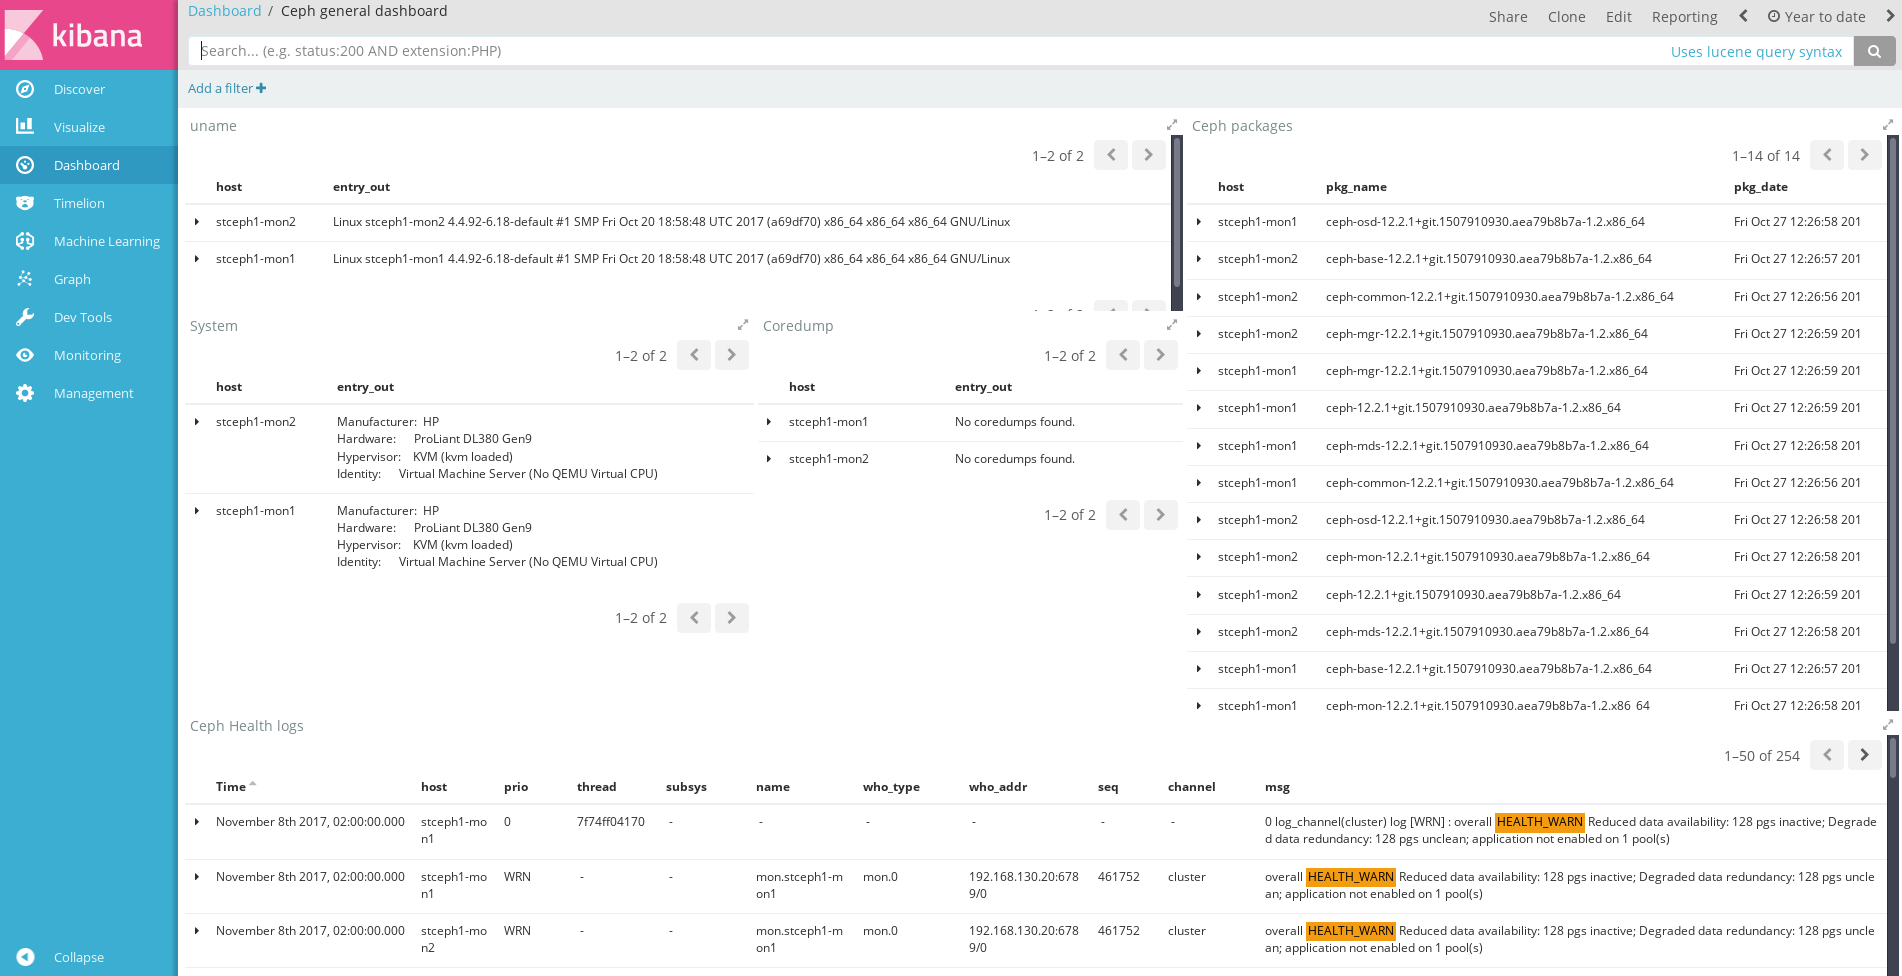 kibana
Discover
Visualize
Dashboard
Timelion
Machine Learning
Graph
Dev Tools
Monitoring
Management
Collapse
Dashboard / Ceph general dashboard
Share Clone Edit Reporting Year to date
Search... (e.g. status:200 AND extension:PHP) Uses lucene query syntax
Add a filter
uname
1–2 of 2
host entry_out
stceph1-mon2 Linux stceph1-mon2 4.4.92-6.18-default #1 SMP Fri Oct 20 18:58:48 UTC 2017 (a69df70) x86_64 x86_64 x86_64 GNU/Linux
stceph1-mon1 Linux stceph1-mon1 4.4.92-6.18-default #1 SMP Fri Oct 20 18:58:48 UTC 2017 (a69df70) x86_64 x86_64 x86_64 GNU/Linux
System
1–2 of 2
host entry_out
stceph1-mon2 Manufacturer: HP
Hardware: ProLiant DL380 Gen9
Hypervisor: KVM (kvm loaded)
Identity: Virtual Machine Server (No QEMU Virtual CPU)
stceph1-mon1 Manufacturer: HP
Hardware: ProLiant DL380 Gen9
Hypervisor: KVM (kvm loaded)
Identity: Virtual Machine Server (No QEMU Virtual CPU)
1–2 of 2
Coredump
1–2 of 2
host entry_out
stceph1-mon1 No coredumps found.
stceph1-mon2 No coredumps found.
1–2 of 2
Ceph packages
1–14 of 14
host pkg_name pkg_date
stceph1-mon1 ceph-osd-12.2.1+git.1507910930.aea79b8b7a-1.2.x86_64 Fri Oct 27 12:26:58 201
stceph1-mon2 ceph-base-12.2.1+git.1507910930.aea79b8b7a-1.2.x86_64 Fri Oct 27 12:26:57 201
stceph1-mon2 ceph-common-12.2.1+git.1507910930.aea79b8b7a-1.2.x86_64 Fri Oct 27 12:26:56 201
stceph1-mon2 ceph-mgr-12.2.1+git.1507910930.aea79b8b7a-1.2.x86_64 Fri Oct 27 12:26:59 201
stceph1-mon1 ceph-mgr-12.2.1+git.1507910930.aea79b8b7a-1.2.x86_64 Fri Oct 27 12:26:59 201
stceph1-mon1 ceph-12.2.1+git.1507910930.aea79b8b7a-1.2.x86_64 Fri Oct 27 12:26:59 201
stceph1-mon1 ceph-mds-12.2.1+git.1507910930.aea79b8b7a-1.2.x86_64 Fri Oct 27 12:26:58 201
stceph1-mon1 ceph-common-12.2.1+git.1507910930.aea79b8b7a-1.2.x86_64 Fri Oct 27 12:26:56 201
stceph1-mon2 ceph-osd-12.2.1+git.1507910930.aea79b8b7a-1.2.x86_64 Fri Oct 27 12:26:58 201
stceph1-mon2 ceph-mon-12.2.1+git.1507910930.aea79b8b7a-1.2.x86_64 Fri Oct 27 12:26:58 201
stceph1-mon2 ceph-12.2.1+git.1507910930.aea79b8b7a-1.2.x86_64 Fri Oct 27 12:26:59 201
stceph1-mon2 ceph-mds-12.2.1+git.1507910930.aea79b8b7a-1.2.x86_64 Fri Oct 27 12:26:58 201
stceph1-mon1 ceph-base-12.2.1+git.1507910930.aea79b8b7a-1.2.x86_64 Fri Oct 27 12:26:57 201
stceph1-mon1 ceph-mon-12.2.1+git.1507910930.aea79b8b7a-1.2.x86_64 Fri Oct 27 12:26:58 201
Ceph Health logs
1–50 of 254
Time host prio thread subsys name who_type who_addr seq channel msg
November 8th 2017, 02:00:00.000 stceph1-mo 0 7f74ff04170 - - - - - - 0 log_channel(cluster) log [WRN] : overall HEALTH_WARN Reduced data availability: 128 pgs inactive; Degrade
n1 d data redundancy: 128 pgs unclean; application not enabled on 1 pool(s)
November 8th 2017, 02:00:00.000 stceph1-mo WRN - - mon.stceph1-m mon.0 192.168.130.20:678 461752 cluster overall HEALTH_WARN Reduced data availability: 128 pgs inactive; Degraded data redundancy: 128 pgs uncle
n1 on1 9/0 an; application not enabled on 1 pool(s)
November 8th 2017, 02:00:00.000 stceph1-mo WRN - - mon.stceph1-m mon.0 192.168.130.20:678 461752 cluster overall HEALTH_WARN Reduced data availability: 128 pgs inactive; Degraded data redundancy: 128 pgs uncle
n2 on1 9/0 an; application not enabled on 1 pool(s)